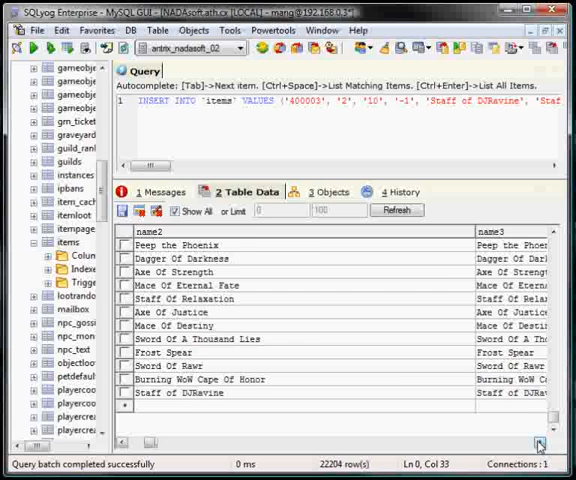 SQLyog Enterprise - MySQL GUI - [NADAsoft.ath.cx [LOCAL] - mang@192.168.0.3*]
File Edit Favorites DB Table Objects Tools Powertools Window Help
antrix_nadasoft_02
Query
Autocomplete: [Tab]->Next item. [Ctrl+Space]->List Matching Items. [Ctrl+Enter]->List All Items.
1 INSERT INTO `items` VALUES ('400003', '2', '10', '-1', 'Staff of DJRavine', 'Staf
gameobje
gameobje
gameobje
gameobje
gm_ticket
graveyard
guild_rank
guilds
instances
ipbans
item_cach
itemloot
itempage
items
Colum
Indexe
Trigge
lootrando
mailbox
npc_gossi
npc_mon
npc_text
objectloo
petdefaul
playercoo
playercoo
playercrea
1 Messages 2 Table Data 3 Objects 4 History
Show All or Limit 0 100 Refresh
name2 name3
Peep the Phoenix Peep the Phoen
Dagger Of Darkness Dagger Of Dark
Axe Of Strength Axe Of Strengt
Mace Of Eternal Fate Mace Of Eterna
Staff Of Relaxation Staff Of Relax
Axe Of Justice Axe Of Justice
Mace Of Destiny Mace Of Destin
Sword Of A Thousand Lies Sword Of A Tho
Frost Spear Frost Spear
Sword Of Rawr Sword Of Rawr
Burning WoW Cape Of Honor Burning WoW Ca
Staff of DJRavine Staff of DJRav
Query batch completed successfully 0 ms 22204 row(s) Ln 0, Col 33 Connections : 1